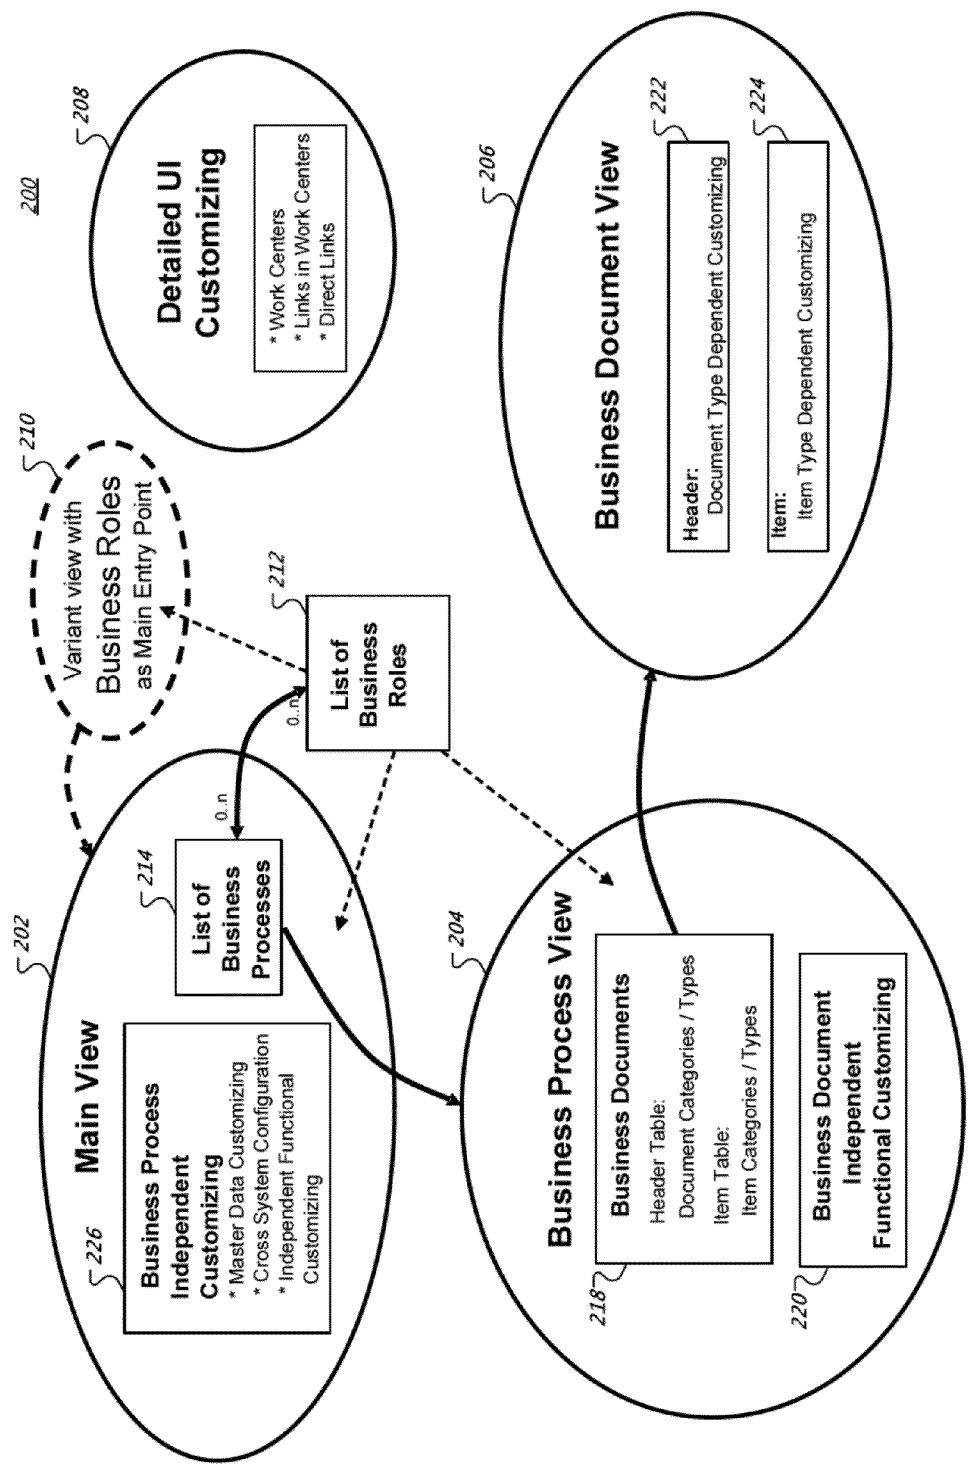 200
202
Main View
226
Business Process
Independent
Customizing
* Master Data Customizing
* Cross System Configuration
* Independent Functional
Customizing
214
List of
Business
Processes
0..n
0..n
210
Variant view with
Business Roles
as Main Entry Point
212
List of
Business
Roles
208
Detailed UI
Customizing
* Work Centers
* Links in Work Centers
* Direct Links
204
Business Process View
218
Business Documents
Header Table:
Document Categories / Types
Item Table:
Item Categories / Types
220
Business Document
Independent
Functional Customizing
206
Business Document View
222
Header:
Document Type Dependent Customizing
224
Item:
Item Type Dependent Customizing